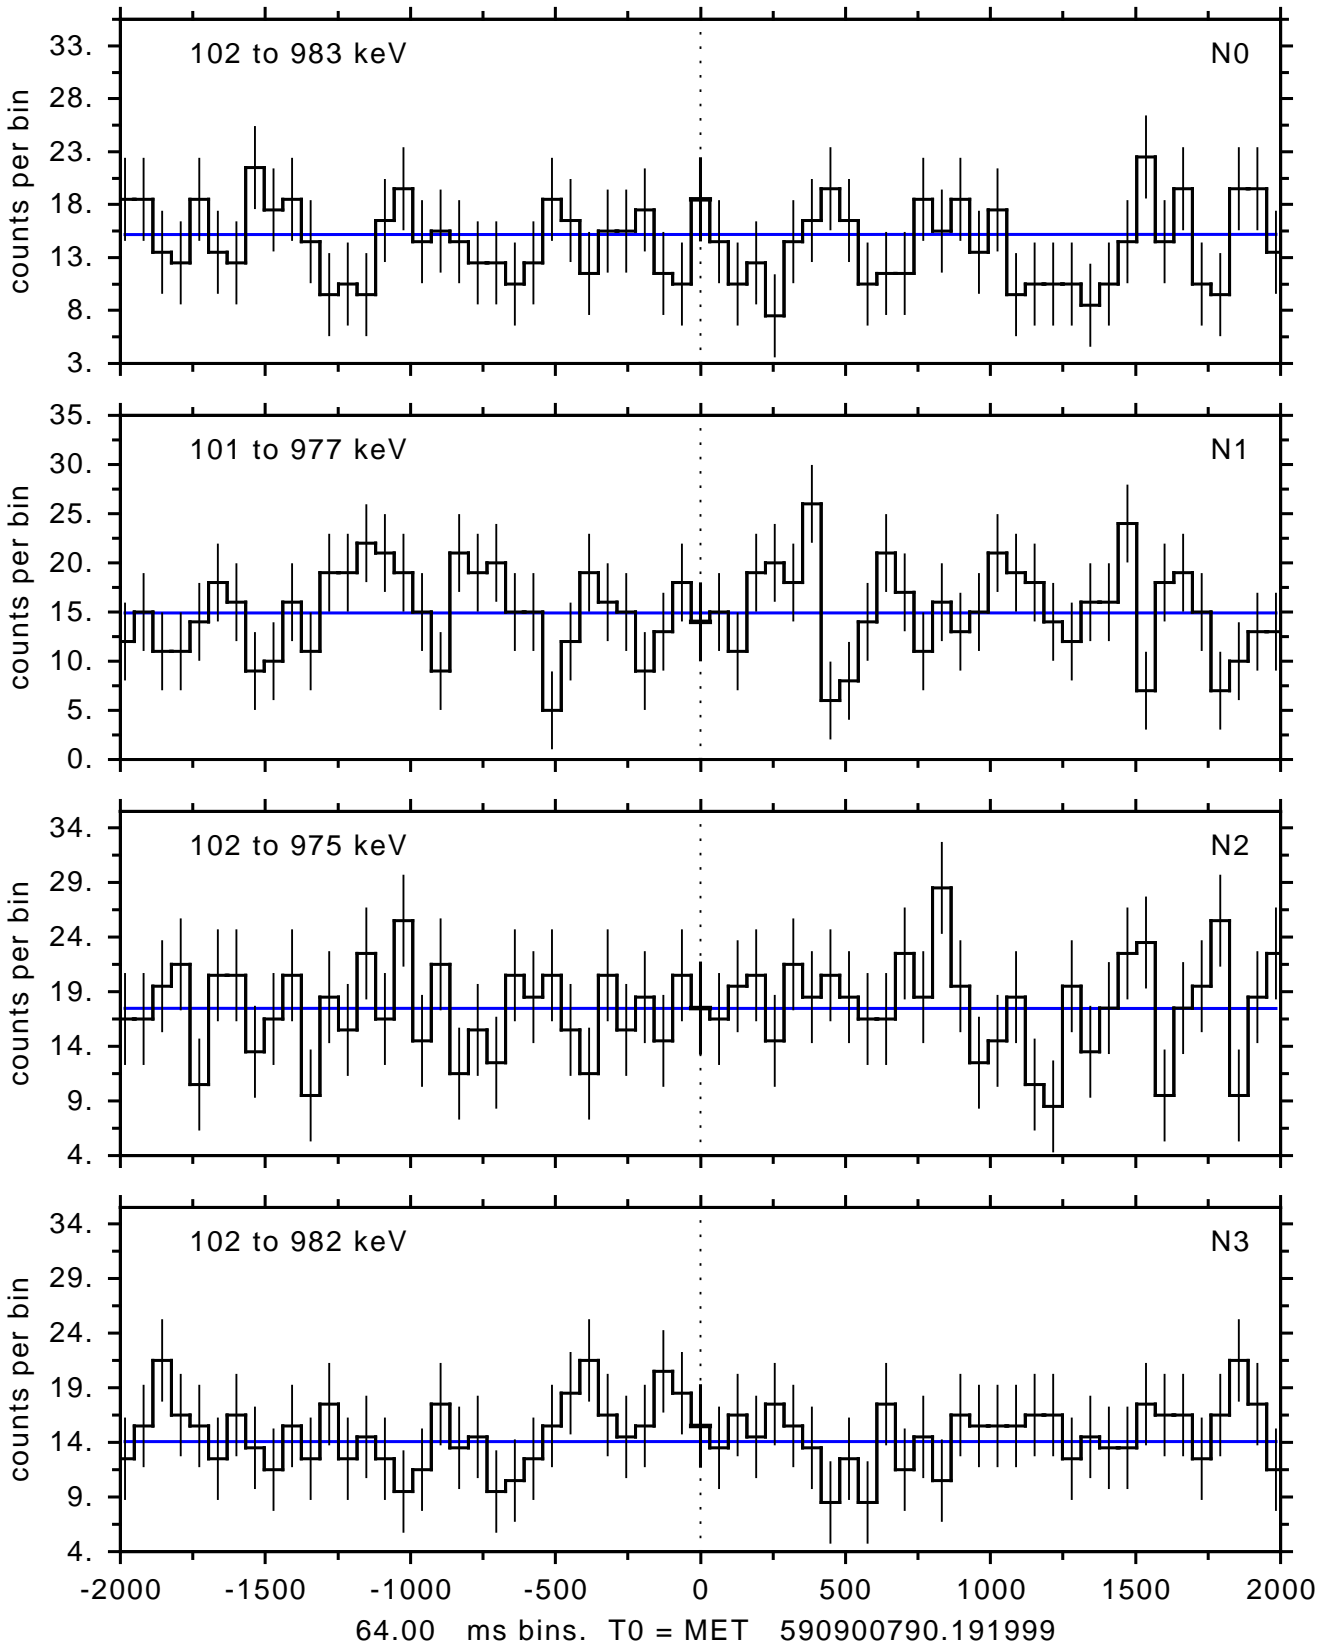 102 to 983 keV N0
33.
28.
23.
18.
13.
8.
3.
counts per bin
101 to 977 keV N1
35.
30.
25.
20.
15.
10.
5.
0.
counts per bin
102 to 975 keV N2
34.
29.
24.
19.
14.
9.
4.
counts per bin
102 to 982 keV N3
34.
29.
24.
19.
14.
9.
4.
counts per bin
-2000 -1500 -1000 -500 0 500 1000 1500 2000
64.00 ms bins. T0 = MET 590900790.191999